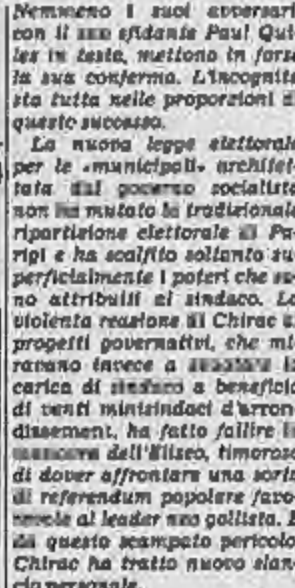 Nemmeno i suoi avversari
con il suo sfidante Paul Qui-
les in testa, mettono in forse
la sua conferma. L'incognita
sta tutta nelle proporzioni di
questo successo.
La nuova legge elettorale
per le «municipali» architet-
tata dal governo socialista
non ha mutato la tradizionale
ripartizione elettorale di Pa-
rigi e ha scalfito soltanto su-
perficialmente i poteri che so-
no attribuiti al sindaco. La
violenta reazione di Chirac ai
progetti governativi, che mi-
ravano invece a la
carica di sindaco a beneficio
di venti minisindaci d'arron-
dissement, ha fatto fallire la
manovra dell'Eliseo, timoroso
di dover affrontare una sorta
di referendum popolare favo-
revole al leader neo gollista. E
da questo scampato pericolo
Chirac ha tratto nuovo slan-
cio personale.